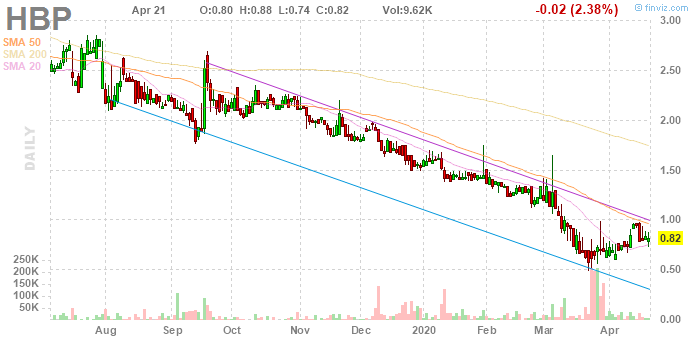 © finviz.com
HBP
Apr 21
O:0.80 H:0.88 L:0.74 C:0.82 Vol:9.62K
-0.02 (2.38%)
SMA 50
SMA 200
SMA 20
DAILY
3.00
2.50
2.00
1.50
1.00
0.82
0.50
0.00
250K
200K
150K
100K
50K
Aug Sep Oct Nov Dec 2020 Feb Mar Apr